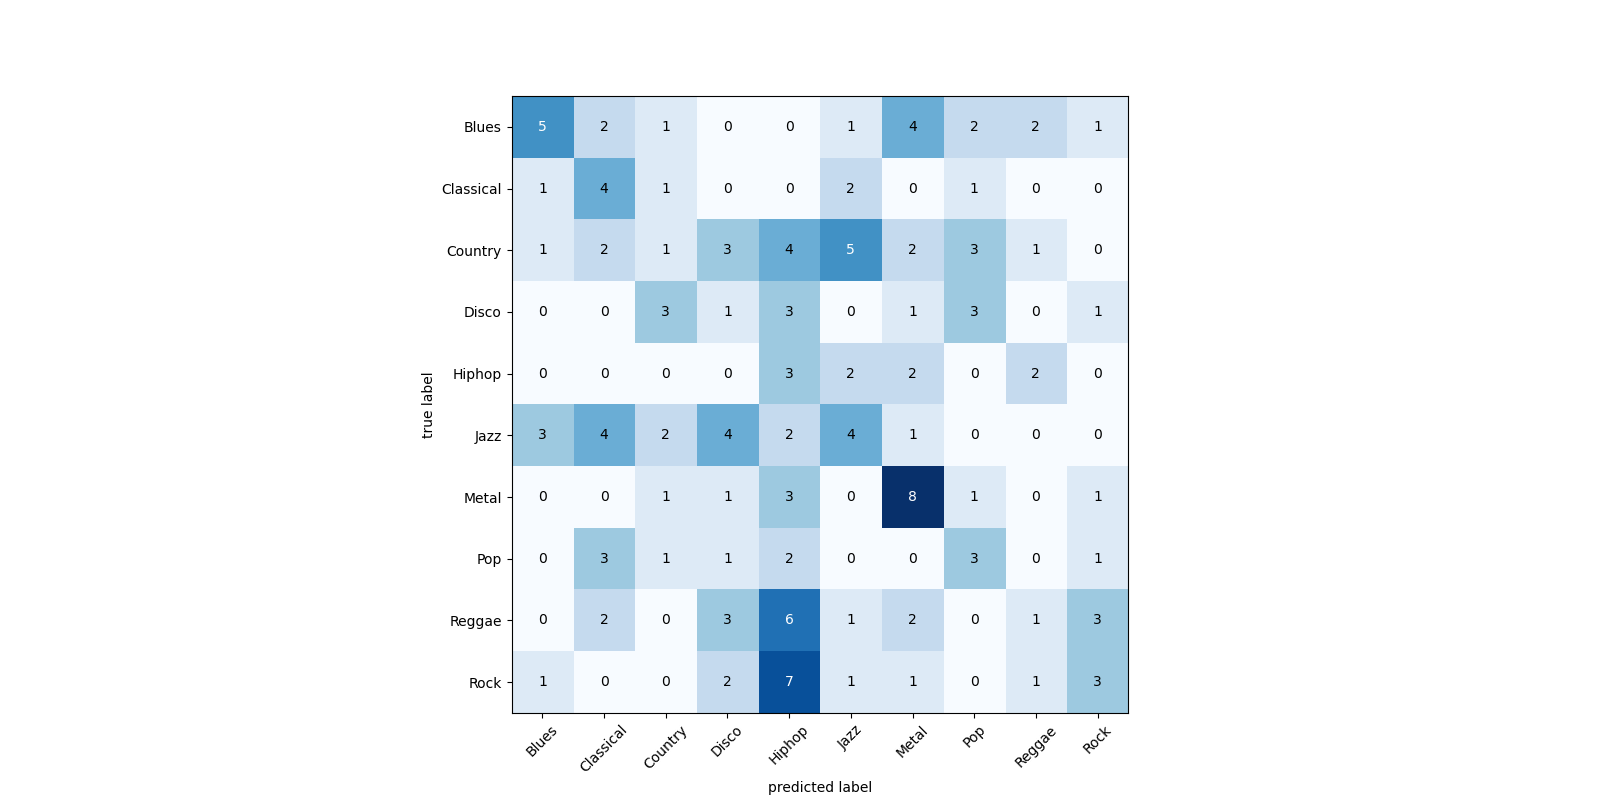 Blues 5 2 1 0 0 1 4 2 2 1
Classical 1 4 1 0 0 2 0 1 0 0
Country 1 2 1 3 4 5 2 3 1 0
Disco 0 0 3 1 3 0 1 3 0 1
Hiphop 0 0 0 0 3 2 2 0 2 0
true label
Jazz 3 4 2 4 2 4 1 0 0 0
Metal 0 0 1 1 3 0 8 1 0 1
Pop 0 3 1 1 2 0 0 3 0 1
Reggae 0 2 0 3 6 1 2 0 1 3
Rock 1 0 0 2 7 1 1 0 1 3
Blues Classical Country Disco Hiphop Jazz Metal Pop Reggae Rock
predicted label